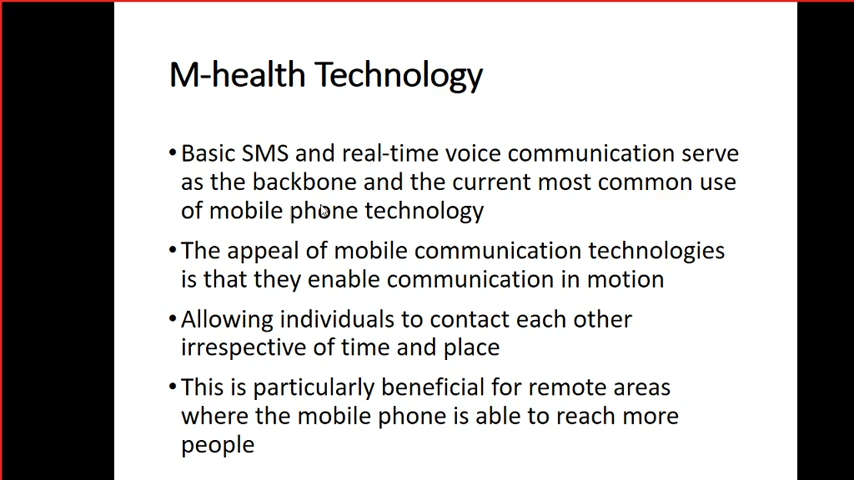 M-health Technology
•Basic SMS and real-time voice communication serve
as the backbone and the current most common use
of mobile phone technology
•The appeal of mobile communication technologies
is that they enable communication in motion
•Allowing individuals to contact each other
irrespective of time and place
•This is particularly beneficial for remote areas
where the mobile phone is able to reach more
people